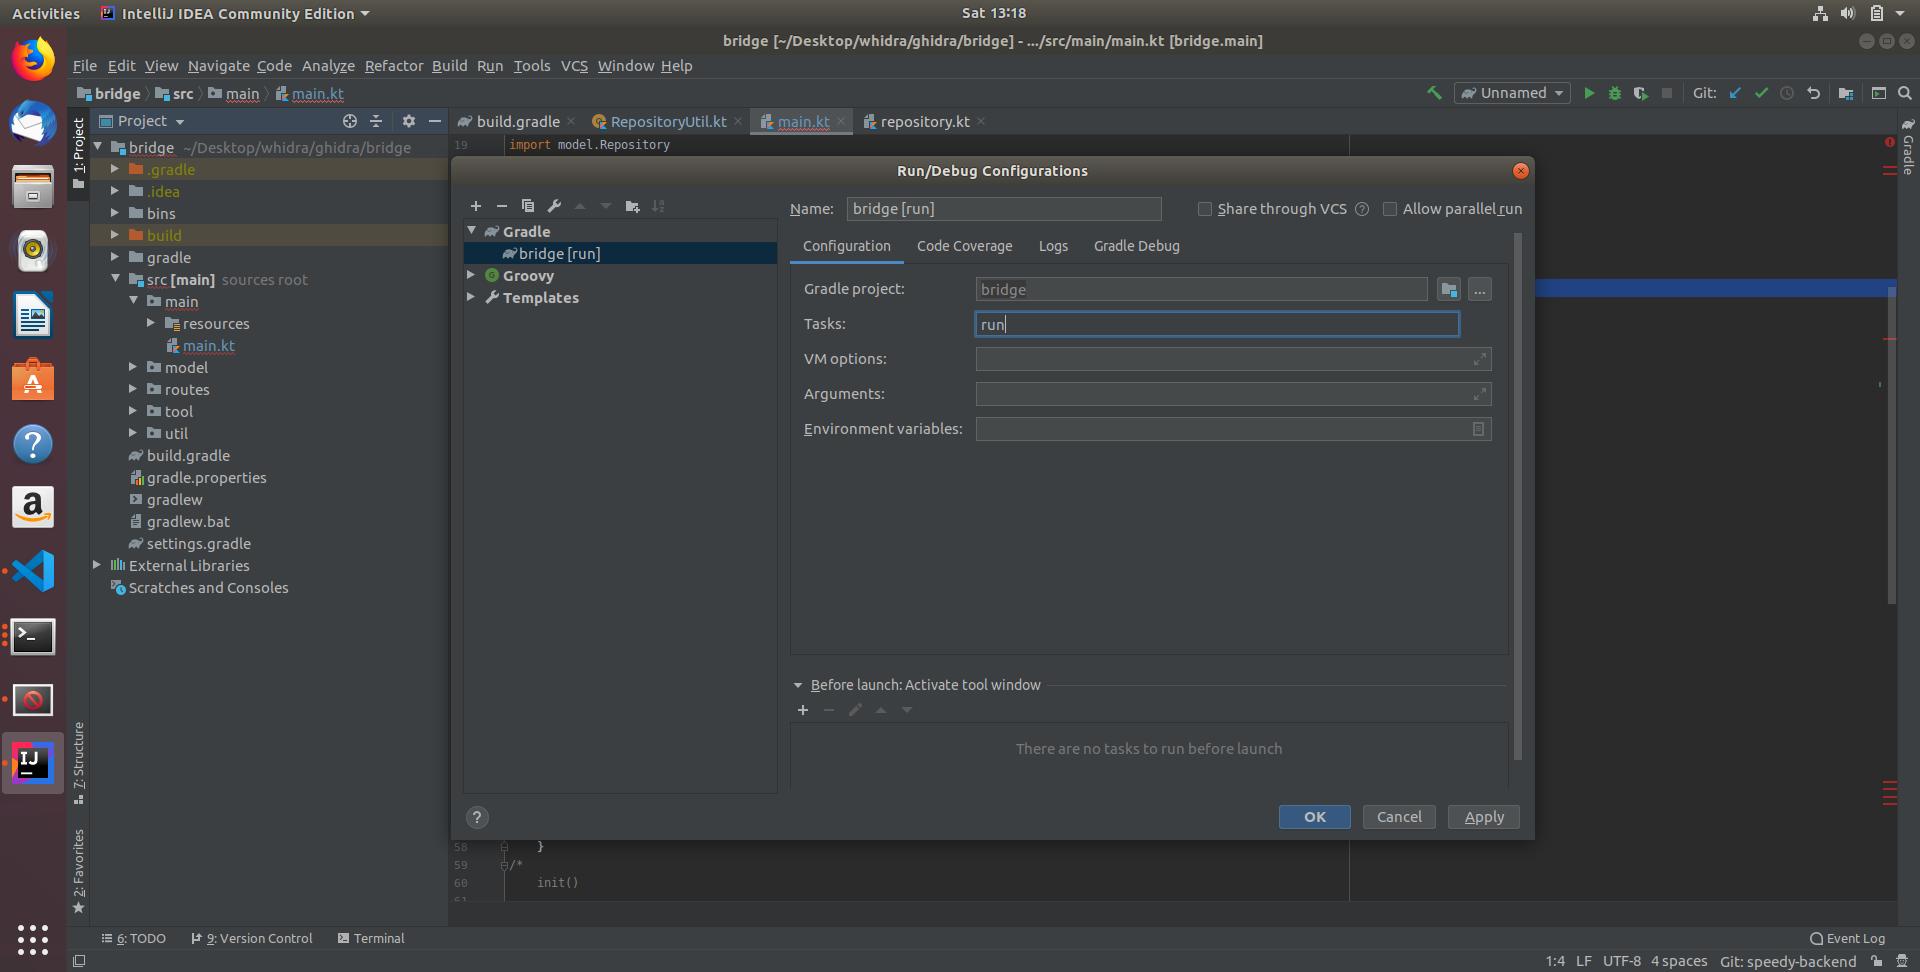 Activities
IntelliJ IDEA Community Edition
Sat 13:18
bridge [~/Desktop/whidra/ghidra/bridge] - .../src/main/main.kt [bridge.main]
File Edit View Navigate Code Analyze Refactor Build Run Tools VCS Window Help
bridge src main main.kt
Unnamed
Git:
1: Project
Project
build.gradle
RepositoryUtil.kt
main.kt
repository.kt
Gradle
19 import model.Repository
bridge ~/Desktop/whidra/ghidra/bridge
.gradle
.idea
bins
build
gradle
src [main] sources root
main
resources
main.kt
model
routes
tool
util
build.gradle
gradle.properties
gradlew
gradlew.bat
settings.gradle
External Libraries
Scratches and Consoles
Run/Debug Configurations
Gradle
bridge [run]
Groovy
Templates
Name: bridge [run]
Share through VCS
Allow parallel run
Configuration
Code Coverage
Logs
Gradle Debug
Gradle project: bridge
...
Tasks: run
VM options:
Arguments:
Environment variables:
Before launch: Activate tool window
There are no tasks to run before launch
?
OK
Cancel
Apply
58 }
59 /*
60 init()
61
7: Structure
2: Favorites
6: TODO
9: Version Control
Terminal
Event Log
1:4 LF UTF-8 4 spaces Git: speedy-backend